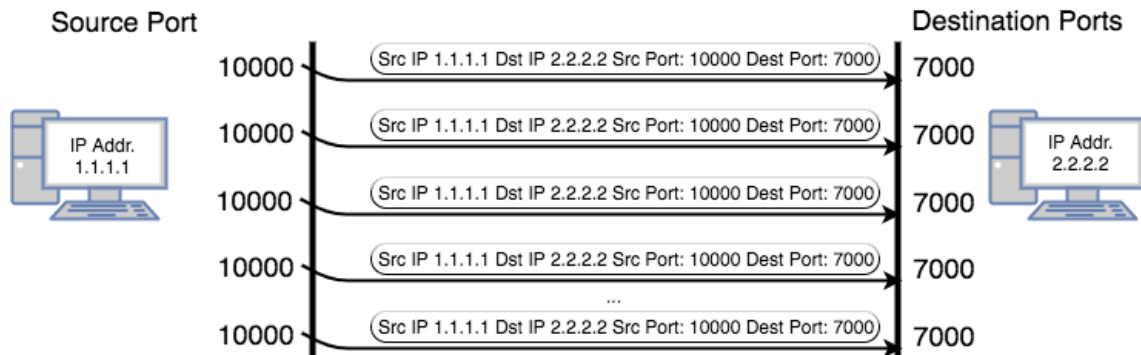 Source Port
Destination Ports
10000
Src IP 1.1.1.1 Dst IP 2.2.2.2 Src Port: 10000 Dest Port: 7000
7000
10000
Src IP 1.1.1.1 Dst IP 2.2.2.2 Src Port: 10000 Dest Port: 7000
7000
IP Addr.
1.1.1.1
IP Addr.
2.2.2.2
10000
Src IP 1.1.1.1 Dst IP 2.2.2.2 Src Port: 10000 Dest Port: 7000
7000
10000
Src IP 1.1.1.1 Dst IP 2.2.2.2 Src Port: 10000 Dest Port: 7000
7000
...
10000
Src IP 1.1.1.1 Dst IP 2.2.2.2 Src Port: 10000 Dest Port: 7000
7000